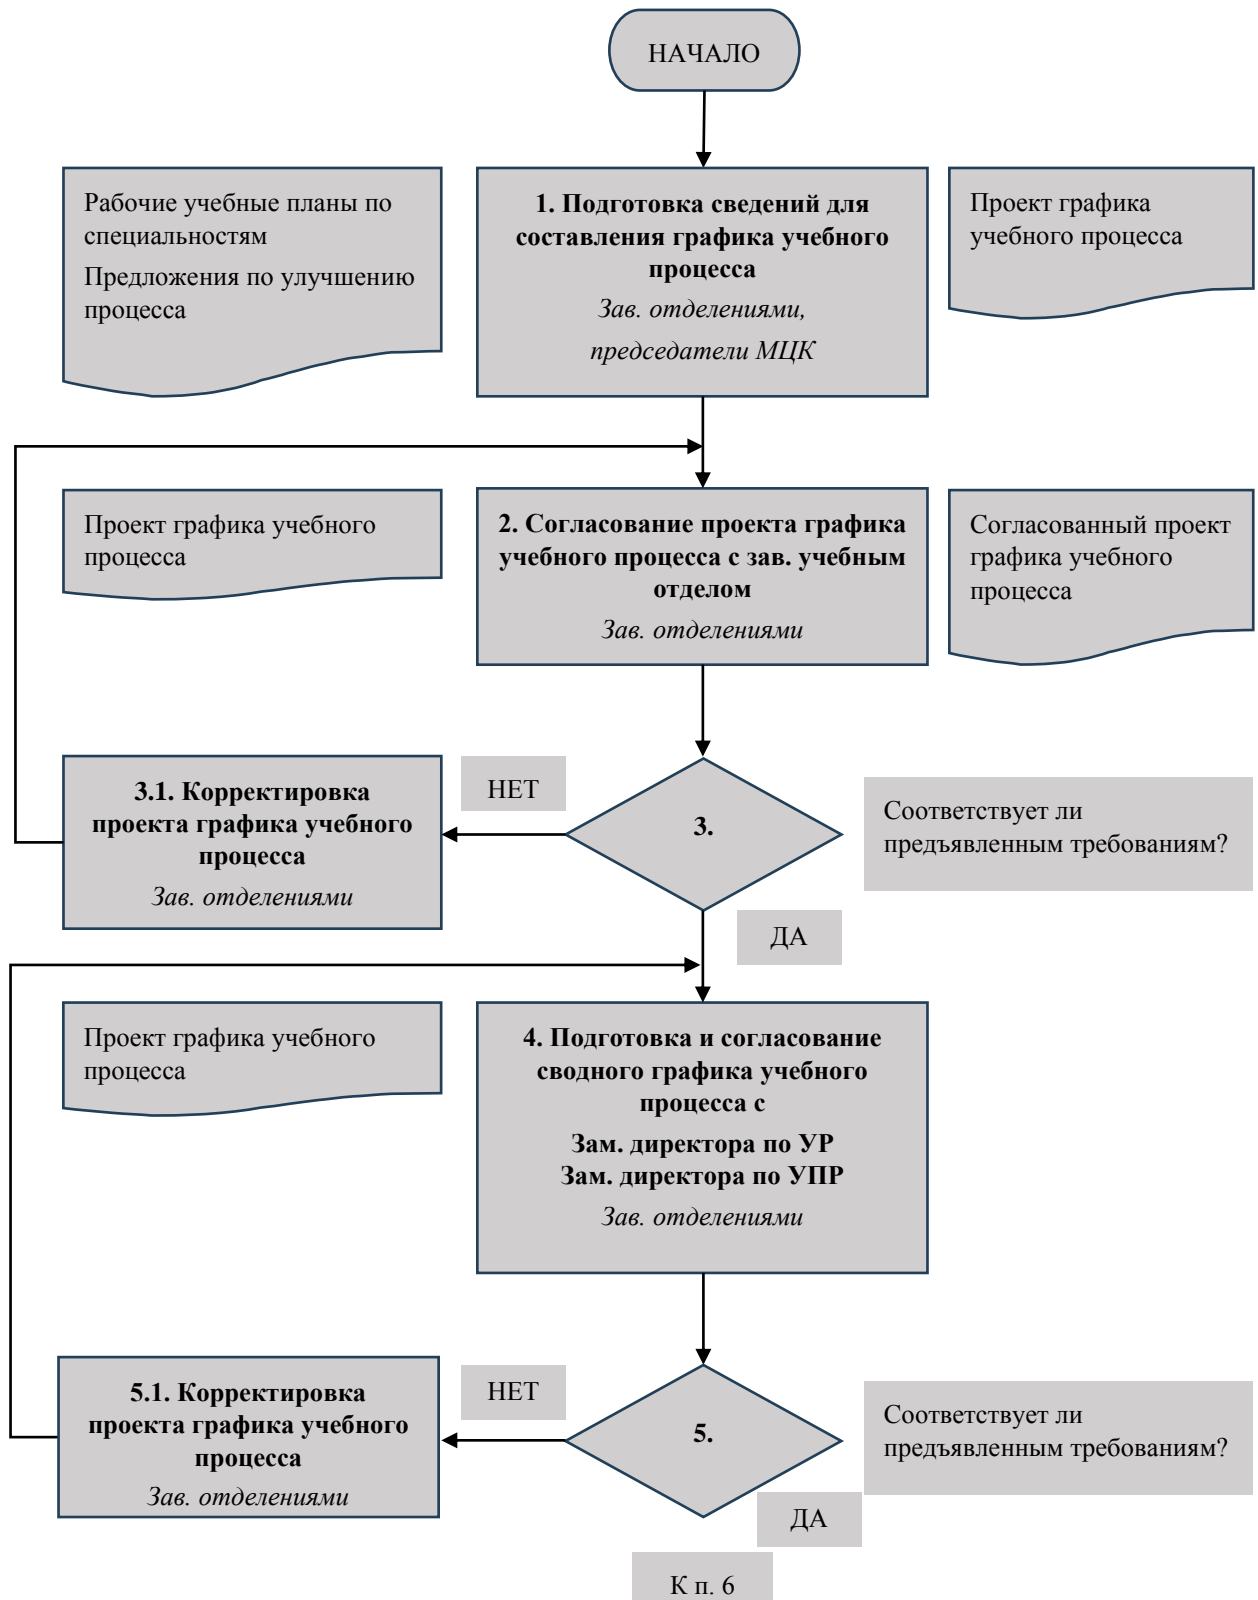 НАЧАЛО
Рабочие учебные планы по
специальностям
Предложения по улучшению
процесса
1. Подготовка сведений для
составления графика учебного
процесса
Зав. отделениями,
председатели МЦК
Проект графика
учебного процесса
Проект графика учебного
процесса
2. Согласование проекта графика
учебного процесса с зав. учебным
отделом
Зав. отделениями
Согласованный проект
графика учебного
процесса
3.1. Корректировка
проекта графика учебного
процесса
Зав. отделениями
НЕТ
3.
Соответствует ли
предъявленным требованиям?
ДА
Проект графика учебного
процесса
4. Подготовка и согласование
сводного графика учебного
процесса с
Зам. директора по УР
Зам. директора по УПР
Зав. отделениями
5.1. Корректировка
проекта графика учебного
процесса
Зав. отделениями
НЕТ
5.
Соответствует ли
предъявленным требованиям?
ДА
К п. 6